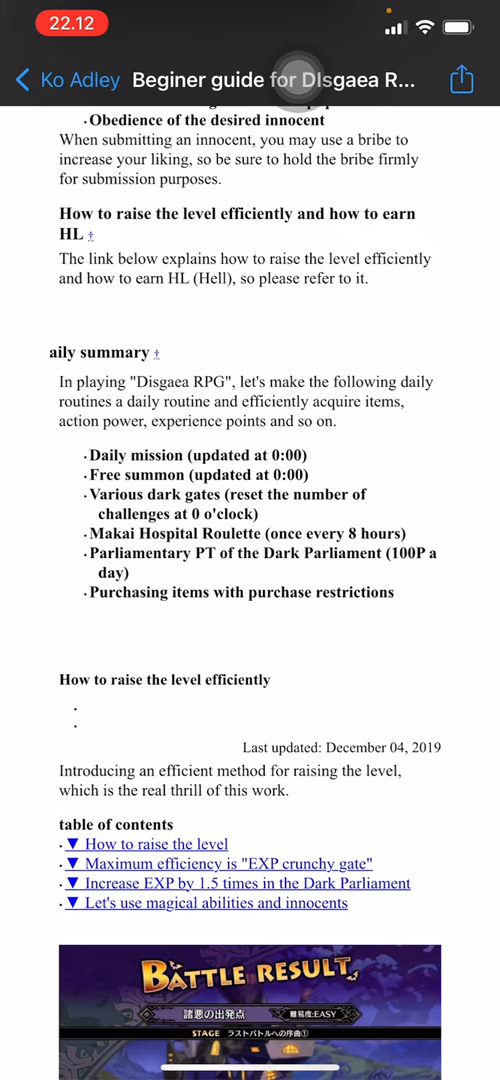 22.12
Ko Adley
Beginer guide for DIsgaea R...
· Obedience of the desired innocent
When submitting an innocent, you may use a bribe to
increase your liking, so be sure to hold the bribe firmly
for submission purposes.
How to raise the level efficiently and how to earn
HL †
The link below explains how to raise the level efficiently
and how to earn HL (Hell), so please refer to it.
aily summary †
In playing "Disgaea RPG", let's make the following daily
routines a daily routine and efficiently acquire items,
action power, experience points and so on.
· Daily mission (updated at 0:00)
· Free summon (updated at 0:00)
· Various dark gates (reset the number of
challenges at 0 o'clock)
· Makai Hospital Roulette (once every 8 hours)
· Parliamentary PT of the Dark Parliament (100P a
day)
· Purchasing items with purchase restrictions
How to raise the level efficiently
·
·
Last updated: December 04, 2019
Introducing an efficient method for raising the level,
which is the real thrill of this work.
table of contents
· ▼ How to raise the level
· ▼ Maximum efficiency is "EXP crunchy gate"
· ▼ Increase EXP by 1.5 times in the Dark Parliament
· ▼ Let's use magical abilities and innocents
BATTLE RESULT
諸悪の出発点 難易度:EASY
STAGE ラストバトルへの序曲①